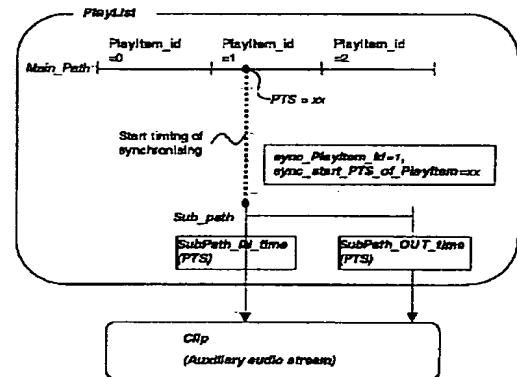 PlayList
PlayItem_id
=0
PlayItem_id
=1
PlayItem_id
=2
Main_Path
PTS = xx
Start timing of
synchronising
sync_PlayItem_id=1,
sync_start_PTS_of_PlayItem=xx
Sub_path
SubPath_IN_time
(PTS)
SubPath_OUT_time
(PTS)
Clip
(Auxiliary audio stream)